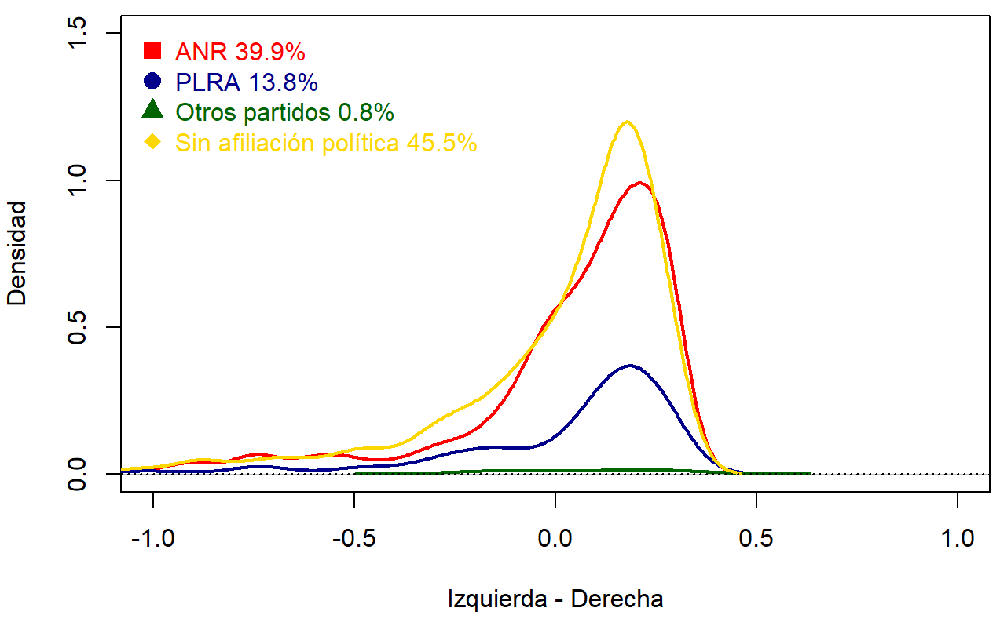 ANR 39.9%
PLRA 13.8%
Otros partidos 0.8%
Sin afiliación política 45.5%
Densidad
1.5
1.0
0.5
0.0
-1.0 -0.5 0.0 0.5 1.0
Izquierda - Derecha